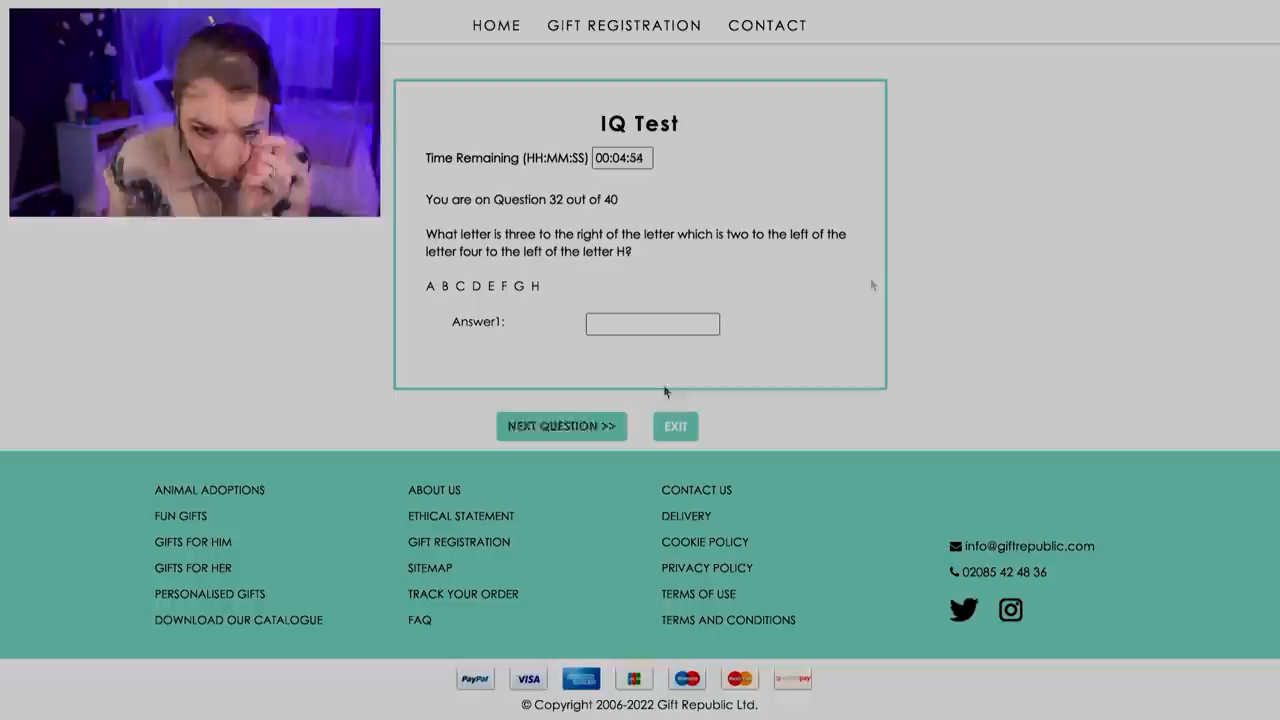 HOME GIFT REGISTRATION CONTACT
IQ Test
Time Remaining (HH:MM:SS) 00:04:54
You are on Question 32 out of 40
What letter is three to the right of the letter which is two to the left of the
letter four to the left of the letter H?
A B C D E F G H
Answer1:
NEXT QUESTION >> EXIT
ANIMAL ADOPTIONS
FUN GIFTS
GIFTS FOR HIM
GIFTS FOR HER
PERSONALISED GIFTS
DOWNLOAD OUR CATALOGUE
ABOUT US
ETHICAL STATEMENT
GIFT REGISTRATION
SITEMAP
TRACK YOUR ORDER
FAQ
CONTACT US
DELIVERY
COOKIE POLICY
PRIVACY POLICY
TERMS OF USE
TERMS AND CONDITIONS
info@giftrepublic.com
02085 42 48 36
PayPal VISA
© Copyright 2006-2022 Gift Republic Ltd.